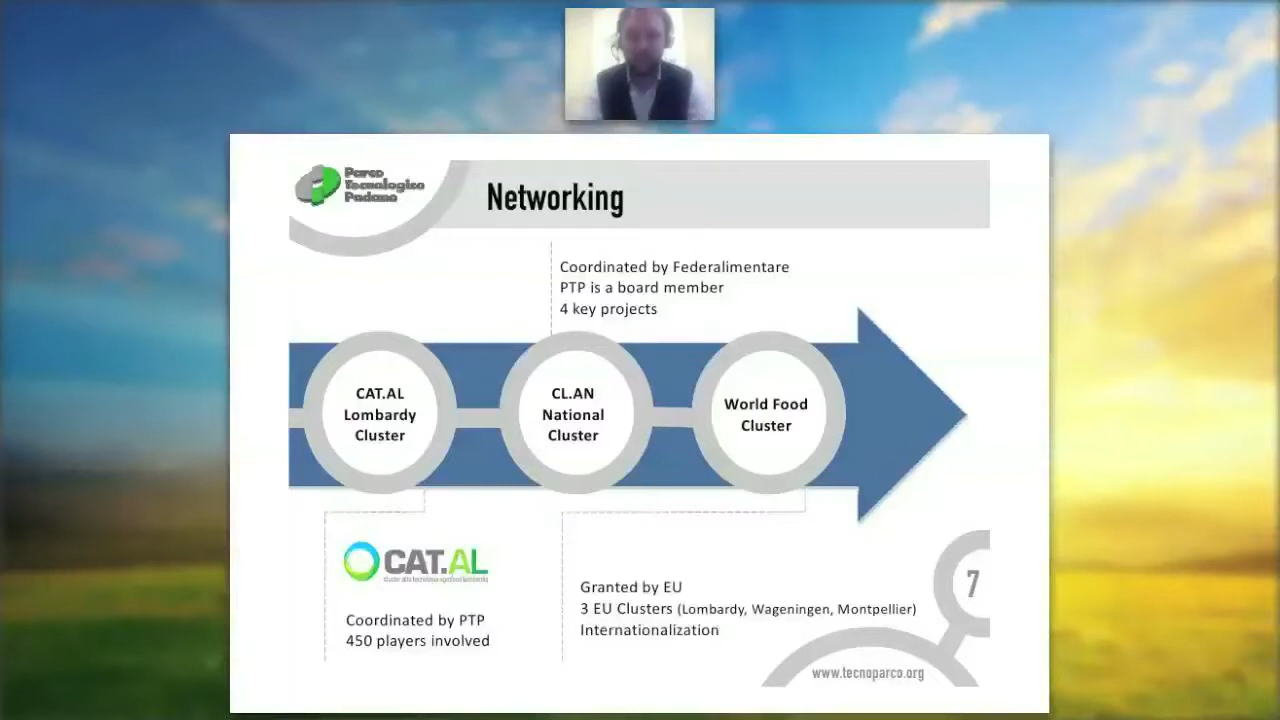 Parco
Tecnologico
Padano
Networking
Coordinated by Federalimentare
PTP is a board member
4 key projects
CAT.AL
Lombardy
Cluster
CL.AN
National
Cluster
World Food
Cluster
CAT.AL
Coordinated by PTP
450 players involved
Granted by EU
3 EU Clusters (Lombardy, Wageningen, Montpellier)
Internationalization
7
www.tecnoparco.org